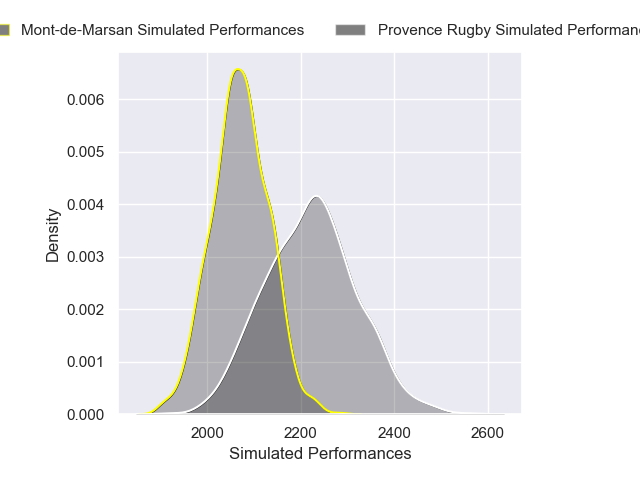 Mont-de-Marsan Simulated Performances
Provence Rugby Simulated
0.006
0.005
0.004
0.003
0.002
0.001
0.000
Density
2000
2200
2400
2600
Simulated Performances